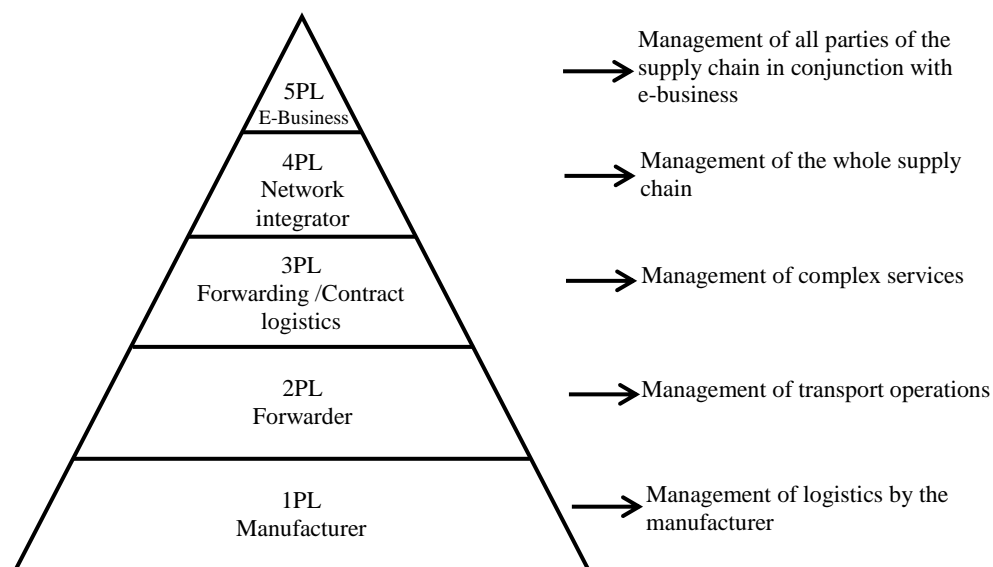 5PL
E-Business
Management of all parties of the
supply chain in conjunction with
e-business
4PL
Network
integrator
Management of the whole supply
chain
3PL
Forwarding /Contract
logistics
Management of complex services
2PL
Forwarder
Management of transport operations
1PL
Manufacturer
Management of logistics by the
manufacturer